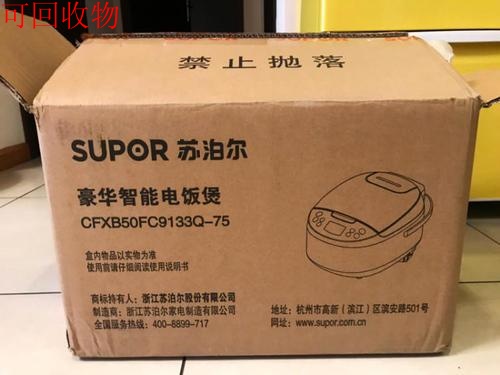 可回收物
禁止抛落
SUPOR 苏泊尔
豪华智能电饭煲
CFXB50FC9133Q-75
盒内物品以实物为准
使用前请仔细阅读使用说明书
商标持有人：浙江苏泊尔股份有限公司
制造商：浙江苏泊尔家电制造有限公司
全国服务热线：400-8899-717
地址：杭州市高新（滨江）区滨安路501号
网址：www.supor.com.cn